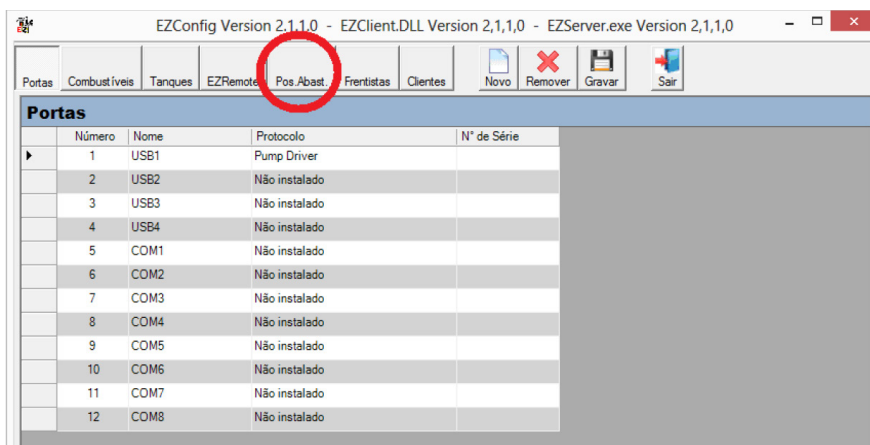 EZConfig Version 2,1,1,0 - EZClient.DLL Version 2,1,1,0 - EZServer.exe Version 2,1,1,0
Portas Combustíveis Tanques EZRemote Pos.Abast. Frentistas Clientes Novo Remover Gravar Sair
Portas
Número Nome Protocolo N° de Série
1 USB1 Pump Driver
2 USB2 Não instalado
3 USB3 Não instalado
4 USB4 Não instalado
5 COM1 Não instalado
6 COM2 Não instalado
7 COM3 Não instalado
8 COM4 Não instalado
9 COM5 Não instalado
10 COM6 Não instalado
11 COM7 Não instalado
12 COM8 Não instalado